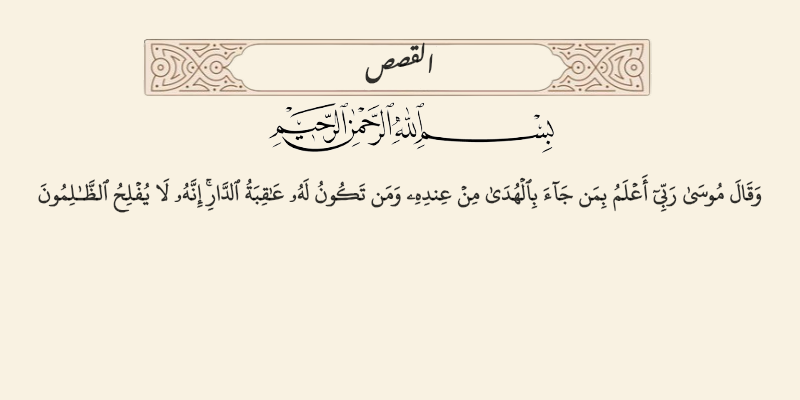 القصص
بِسْمِ ٱللَّهِ ٱلرَّحْمَٰنِ ٱلرَّحِيمِ
وَقَالَ مُوسَىٰ رَبِّىٓ أَعْلَمُ بِمَن جَآءَ بِٱلْهُدَىٰ مِنْ عِندِهِۦ وَمَن تَكُونُ لَهُۥ عَـٰقِبَةُ ٱلدَّارِ ۖ إِنَّهُۥ لَا يُفْلِحُ ٱلظَّـٰلِمُونَ